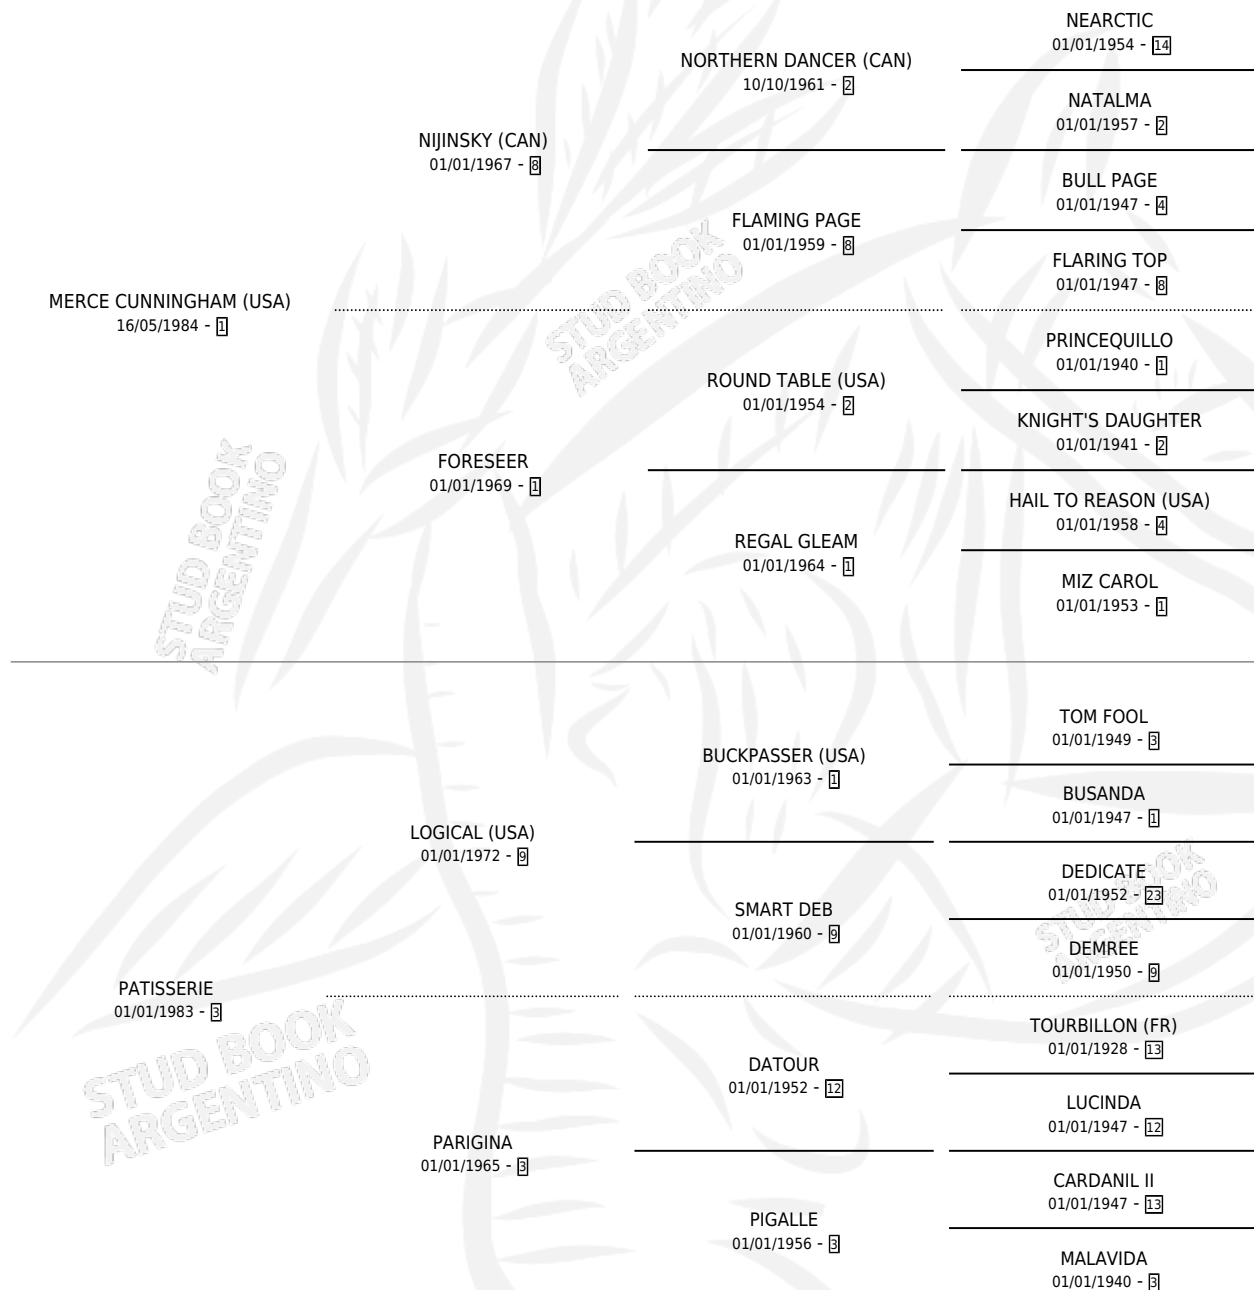 NEARCTIC
01/01/1954 - 14
NORTHERN DANCER (CAN)
10/10/1961 - 2
NATALMA
01/01/1957 - 2
NIJINSKY (CAN)
01/01/1967 - 8
BULL PAGE
01/01/1947 - 4
FLAMING PAGE
01/01/1959 - 8
FLARING TOP
01/01/1947 - 8
MERCE CUNNINGHAM (USA)
16/05/1984 - 1
STUD BOOK
ARGENTINO
PRINCEQUILLO
01/01/1940 - 1
ROUND TABLE (USA)
01/01/1954 - 2
KNIGHT'S DAUGHTER
01/01/1941 - 2
FORESEER
01/01/1969 - 1
HAIL TO REASON (USA)
01/01/1958 - 4
REGAL GLEAM
01/01/1964 - 1
MIZ CAROL
01/01/1953 - 1
STUD BOOK
ARGENTINO
TOM FOOL
01/01/1949 - 3
BUCKPASSER (USA)
01/01/1963 - 1
BUSANDA
01/01/1947 - 1
LOGICAL (USA)
01/01/1972 - 9
DEDICATE
01/01/1952 - 23
SMART DEB
01/01/1960 - 9
DEMREE
01/01/1950 - 9
STUD BOOK
ARGENTINO
PATISSERIE
01/01/1983 - 3
TOURBILLON (FR)
01/01/1928 - 13
DATOUR
01/01/1952 - 12
LUCINDA
01/01/1947 - 12
STUD BOOK
ARGENTINO
PARIGINA
01/01/1965 - 3
CARDANIL II
01/01/1947 - 13
PIGALLE
01/01/1956 - 3
MALAVIDA
01/01/1940 - 3